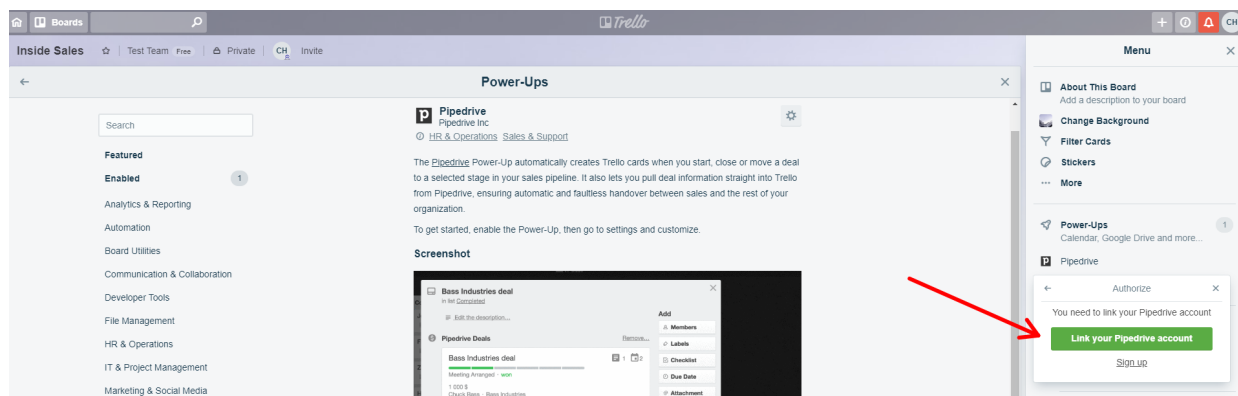 Boards
Trello
CH
Inside Sales
Test Team Free
Private
CH
Invite
Power-Ups
Search
Featured
Enabled 1
Analytics & Reporting
Automation
Board Utilities
Communication & Collaboration
Developer Tools
File Management
HR & Operations
IT & Project Management
Marketing & Social Media
Pipedrive
Pipedrive Inc
HR & Operations Sales & Support
The Pipedrive Power-Up automatically creates Trello cards when you start, close or move a deal
to a selected stage in your sales pipeline. It also lets you pull deal information straight into Trello
from Pipedrive, ensuring automatic and faultless handover between sales and the rest of your
organization.
To get started, enable the Power-Up, then go to settings and customize.
Screenshot
Bass Industries deal
in list Completed
Edit the description...
Pipedrive Deals Remove...
Bass Industries deal 1 2
Meeting Arranged · won
1 000 $
Chuck Bass · Bass Industries
Add
Members
Labels
Checklist
Due Date
Attachment
Menu
About This Board
Add a description to your board
Change Background
Filter Cards
Stickers
More
Power-Ups 1
Calendar, Google Drive and more...
Pipedrive
Authorize
You need to link your Pipedrive account
Link your Pipedrive account
Sign up